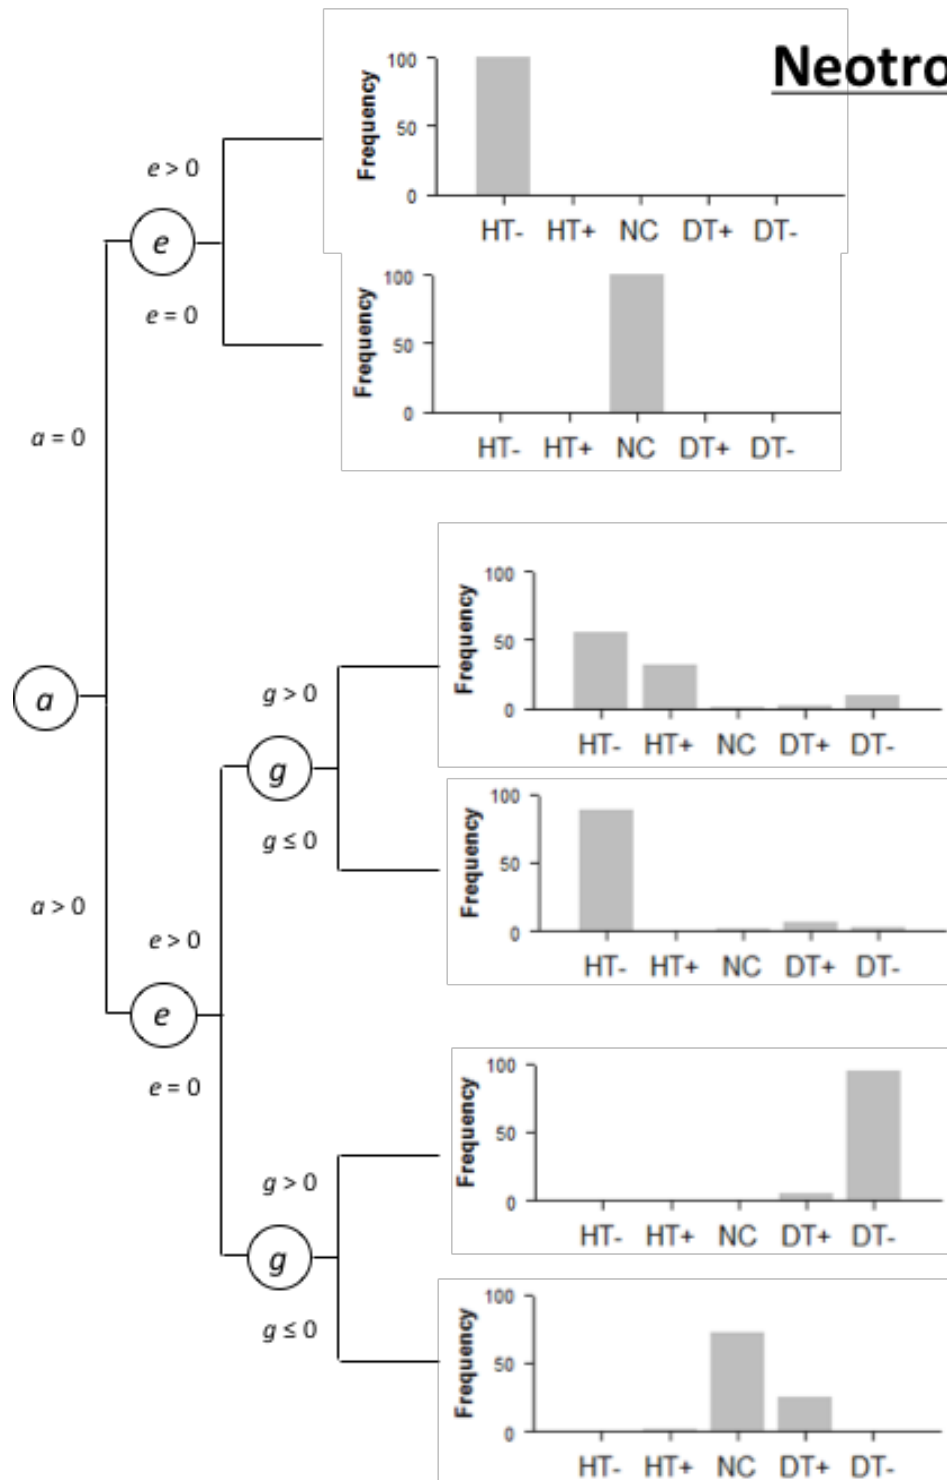 Neotro
100
50
0
Frequency
HT- HT+ NC DT+ DT-
e > 0
e
e = 0
100
50
0
Frequency
HT- HT+ NC DT+ DT-
a = 0
100
50
0
Frequency
HT- HT+ NC DT+ DT-
a
g > 0
g
g ≤ 0
100
50
0
Frequency
HT- HT+ NC DT+ DT-
a > 0
e > 0
e
e = 0
100
50
0
Frequency
HT- HT+ NC DT+ DT-
g > 0
g
g ≤ 0
100
50
0
Frequency
HT- HT+ NC DT+ DT-